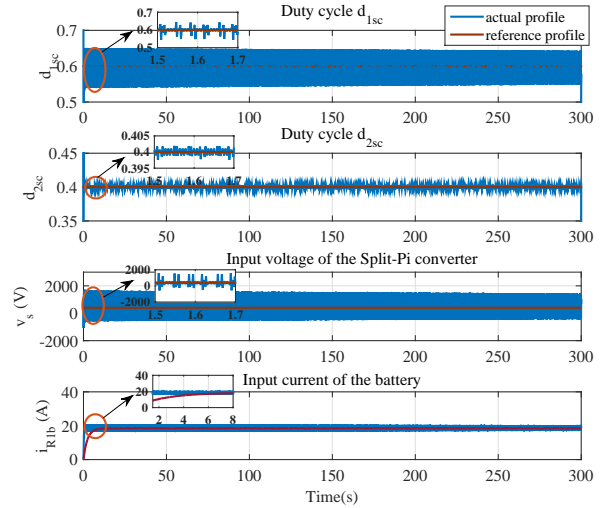 Duty cycle d1sc
actual profile
reference profile
0.7
0.6
0.5
d1sc
0.7
0.6
0.5
1.5 1.6 1.7
0 50 100 150 200 250 300
Duty cycle d2sc
0.45
0.4
0.35
d2sc
0.405
0.4
0.395
1.5 1.6 1.7
0 50 100 150 200 250 300
Input voltage of the Split-Pi converter
2000
0
-2000
vs (V)
2000
0
-2000
1.5 1.6 1.7
0 50 100 150 200 250 300
Input current of the battery
40
20
0
iR1b (A)
40
20
0
2 4 6 8
0 50 100 150 200 250 300
Time(s)